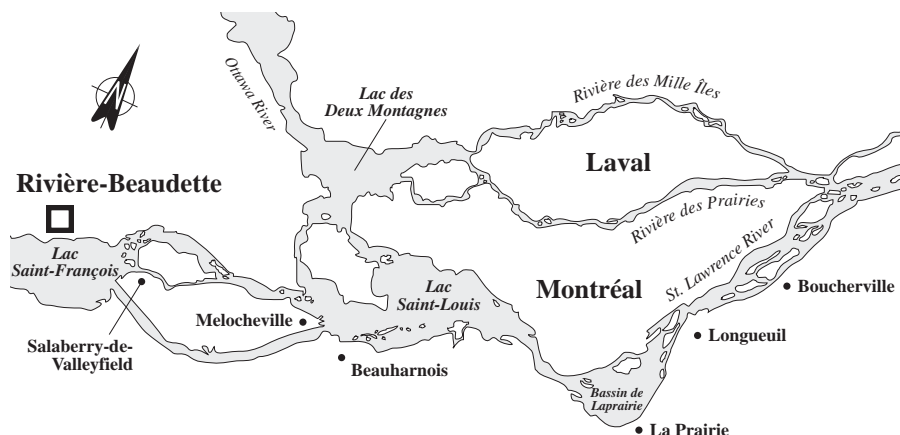 Ottawa River
Lac des
Deux Montagnes
Rivière des Mille Îles
N
Laval
Rivière-Beaudette
Rivière des Prairies
Lac
Saint-François
St. Lawrence River
Lac
Saint-Louis
Montréal
Boucherville
Melocheville
Salaberry-de-
Valleyfield
Longueuil
Beauharnois
Bassin de
Laprairie
La Prairie